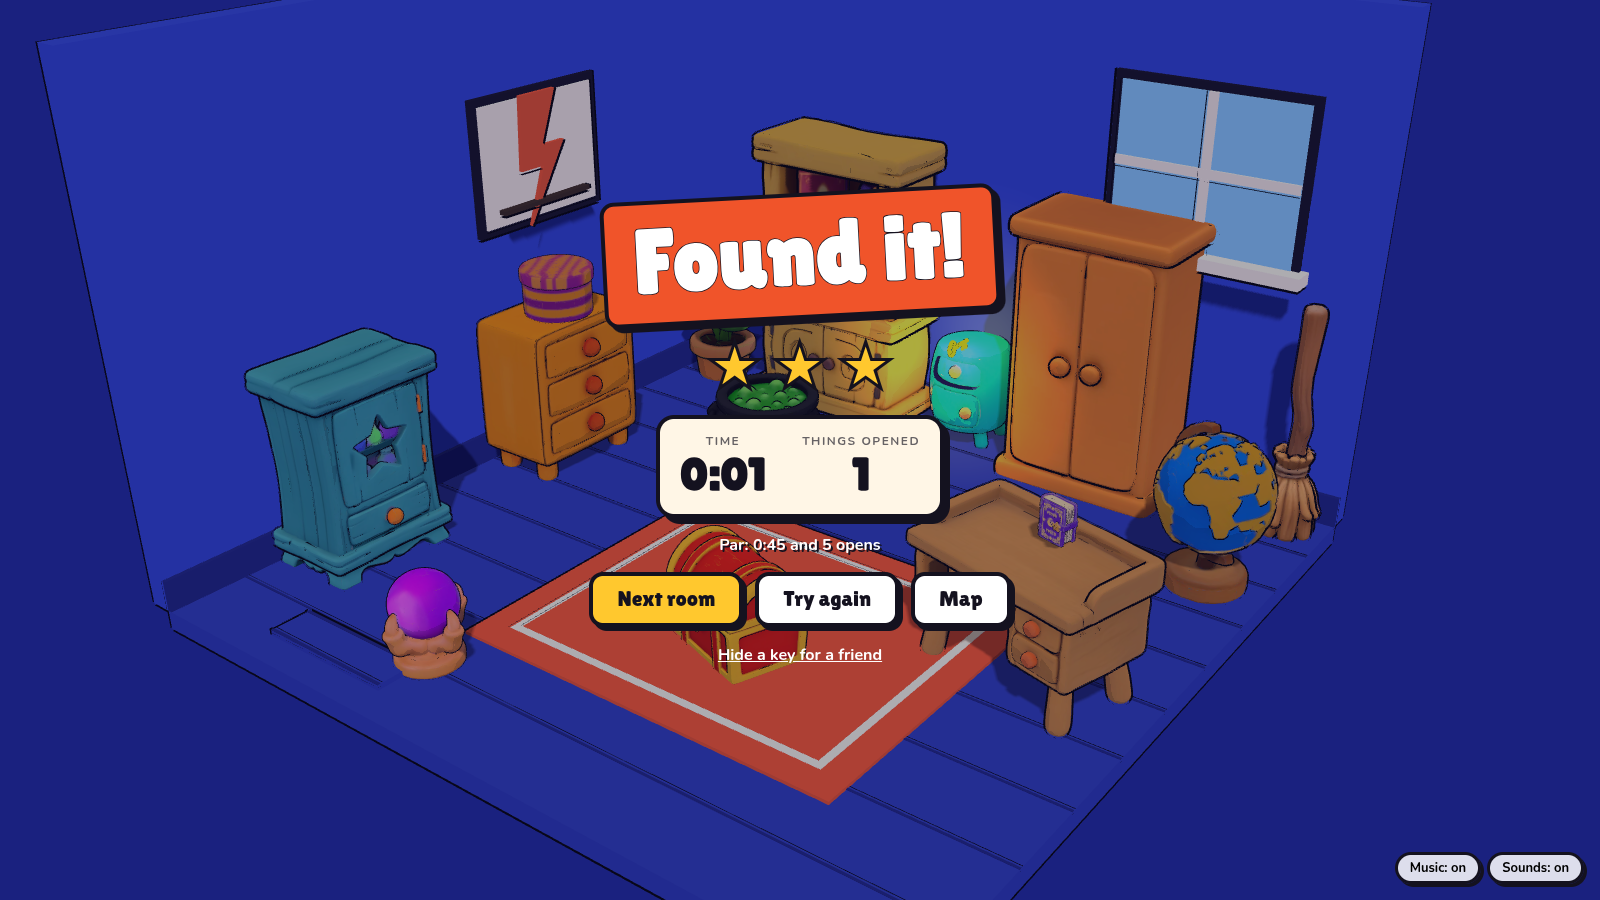 Found it!
TIME
THINGS OPENED
0:01
1
Par: 0:45 and 5 opens
Next room
Try again
Map
Hide a key for a friend
Music: on
Sounds: on